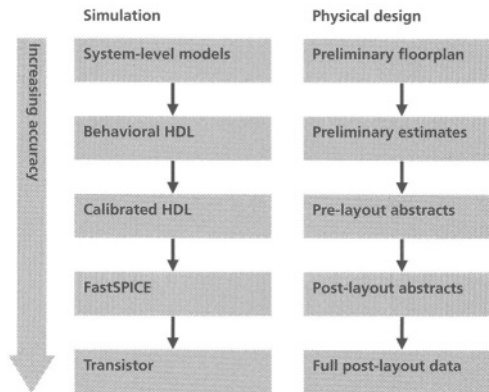 Simulation
Physical design
Increasing accuracy
System-level models
Preliminary floorplan
Behavioral HDL
Preliminary estimates
Calibrated HDL
Pre-layout abstracts
FastSPICE
Post-layout abstracts
Transistor
Full post-layout data